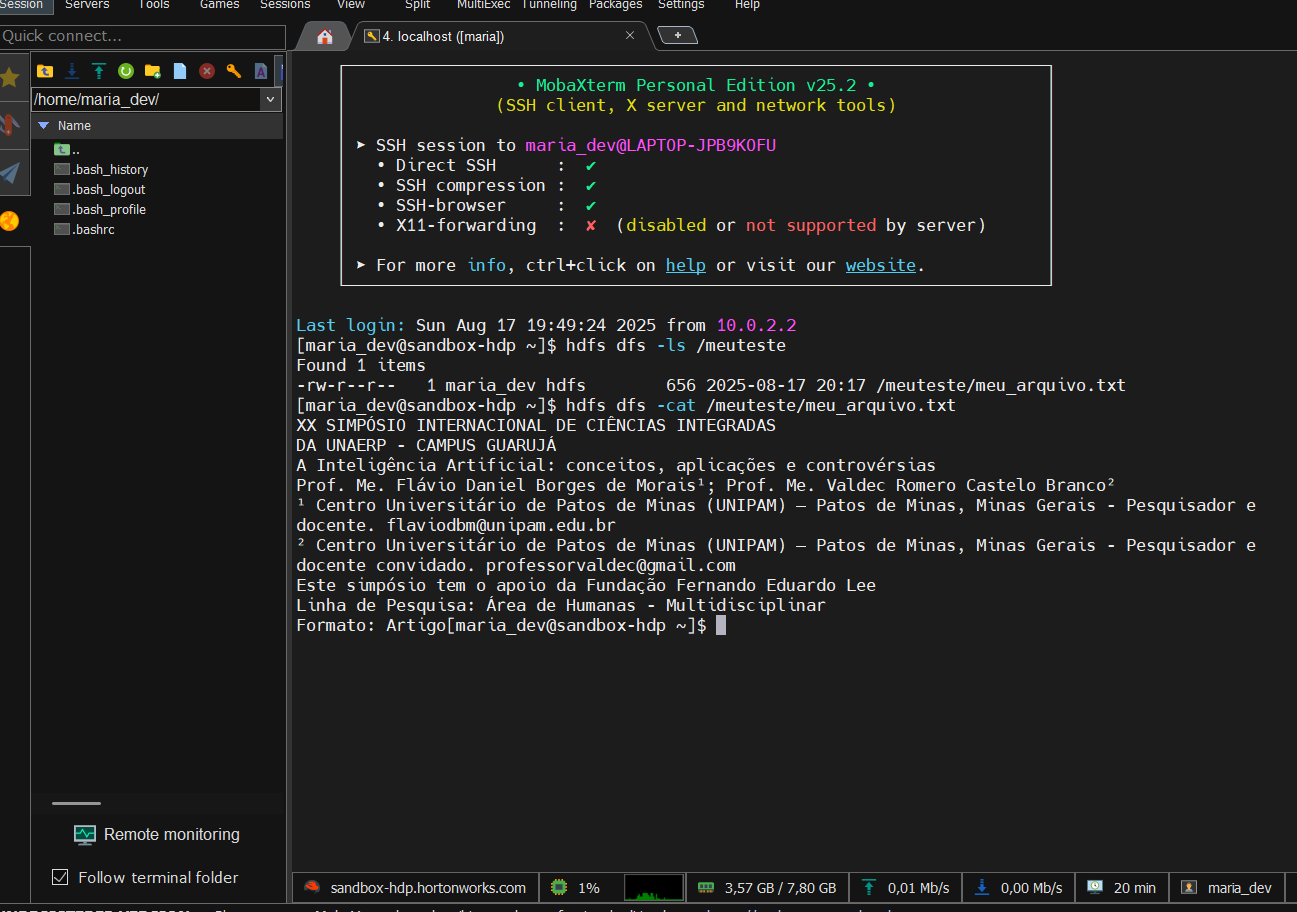 Session Servers Tools Games Sessions View Split MultiExec Tunneling Packages Settings Help
Quick connect...
4. localhost ([maria])
/home/maria_dev/
Name
..
.bash_history
.bash_logout
.bash_profile
.bashrc
Remote monitoring
Follow terminal folder
• MobaXterm Personal Edition v25.2 •
(SSH client, X server and network tools)
➤ SSH session to maria_dev@LAPTOP-JPB9KOFU
• Direct SSH : ✔
• SSH compression : ✔
• SSH-browser : ✔
• X11-forwarding : ✘ (disabled or not supported by server)
➤ For more info, ctrl+click on help or visit our website.
Last login: Sun Aug 17 19:49:24 2025 from 10.0.2.2
[maria_dev@sandbox-hdp ~]$ hdfs dfs -ls /meuteste
Found 1 items
-rw-r--r-- 1 maria_dev hdfs 656 2025-08-17 20:17 /meuteste/meu_arquivo.txt
[maria_dev@sandbox-hdp ~]$ hdfs dfs -cat /meuteste/meu_arquivo.txt
XX SIMPÓSIO INTERNACIONAL DE CIÊNCIAS INTEGRADAS
DA UNAERP - CAMPUS GUARUJÁ
A Inteligência Artificial: conceitos, aplicações e controvérsias
Prof. Me. Flávio Daniel Borges de Morais¹; Prof. Me. Valdec Romero Castelo Branco²
¹ Centro Universitário de Patos de Minas (UNIPAM) – Patos de Minas, Minas Gerais - Pesquisador e
docente. flaviodbm@unipam.edu.br
² Centro Universitário de Patos de Minas (UNIPAM) – Patos de Minas, Minas Gerais - Pesquisador e
docente convidado. professorvaldec@gmail.com
Este simpósio tem o apoio da Fundação Fernando Eduardo Lee
Linha de Pesquisa: Área de Humanas - Multidisciplinar
Formato: Artigo[maria_dev@sandbox-hdp ~]$
sandbox-hdp.hortonworks.com 1% 3,57 GB / 7,80 GB 0,01 Mb/s 0,00 Mb/s 20 min maria_dev